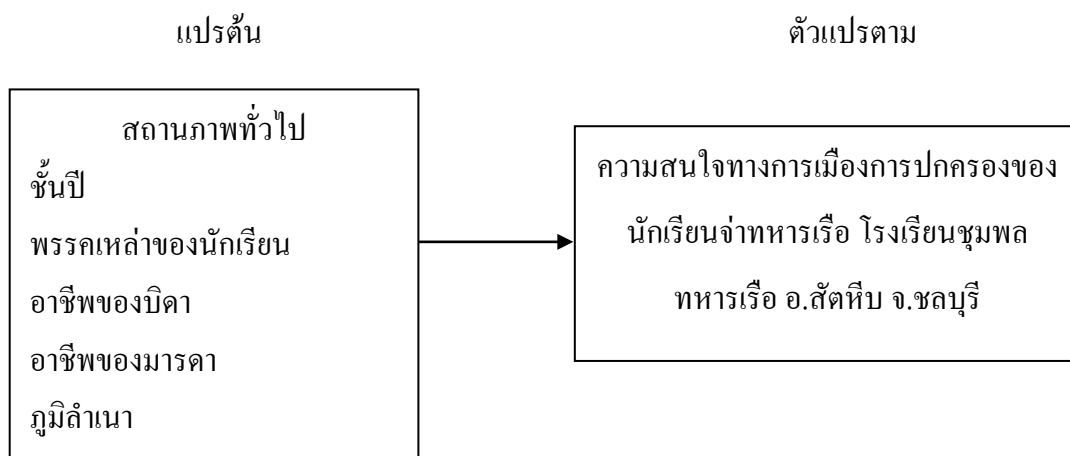 แปรต้น
ตัวแปรตาม
สถานภาพทั่วไป
ชั้นปี
พรรคเหล่าของนักเรียน
อาชีพของบิดา
อาชีพของมารดา
ภูมิลำเนา
ความสนใจทางการเมืองการปกครองของ
นักเรียนจ่าทหารเรือ โรงเรียนชุมพล
ทหารเรือ อ.สัตหีบ จ.ชลบุรี